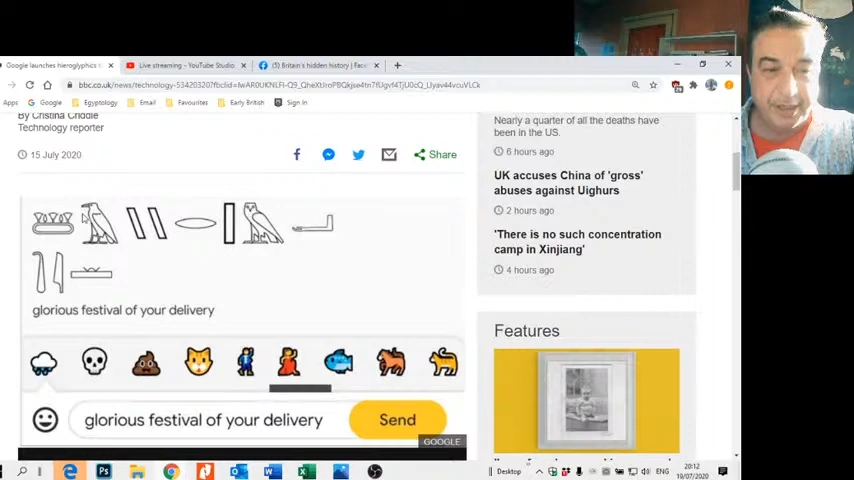 Google launches hieroglyphics t
Live streaming - YouTube Studio
(5) Britain's hidden history | Face
Apps
Google
Egyptology
Email
Favourites
Early British
Sign In
By Cristina Criddle
Technology reporter
15 July 2020
Share
glorious festival of your delivery
glorious festival of your delivery
Send
GOOGLE
Nearly a quarter of all the deaths have
been in the US.
6 hours ago
UK accuses China of 'gross'
abuses against Uighurs
2 hours ago
'There is no such concentration
camp in Xinjiang'
4 hours ago
Features
Desktop
ENG
20:12
19/07/2020